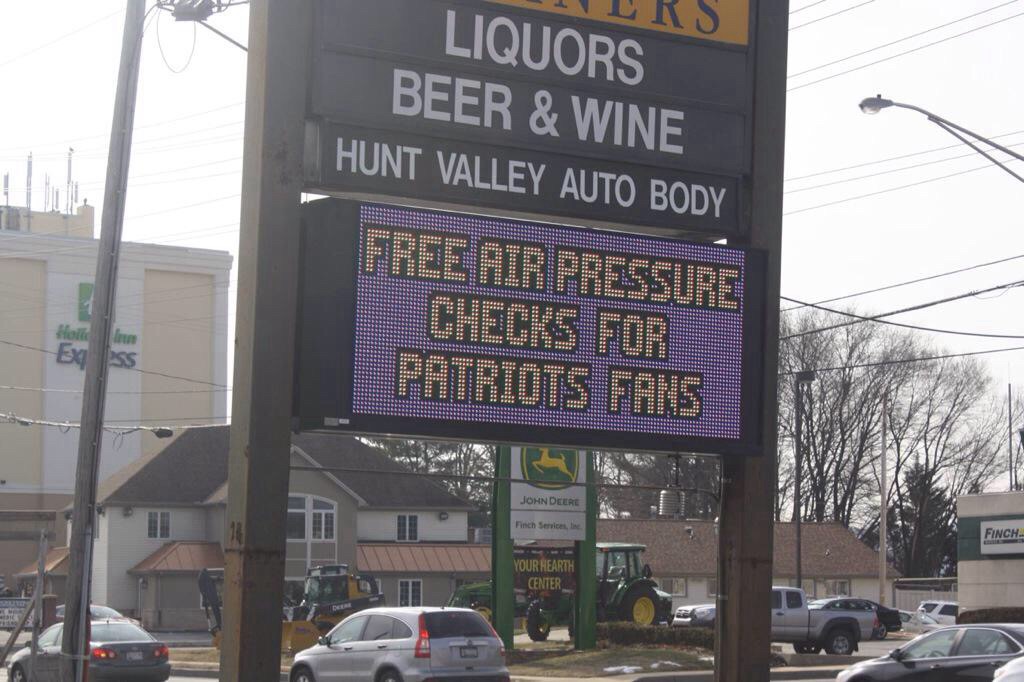 LIQUORS
BEER & WINE
HUNT VALLEY AUTO BODY
FREE AIR PRESSURE
CHECKS FOR
PATRIOTS FANS
Holiday Inn
Express
JOHN DEERE
Finch Services, Inc.
YOUR HEARTH
CENTER
DEERE
FINCH